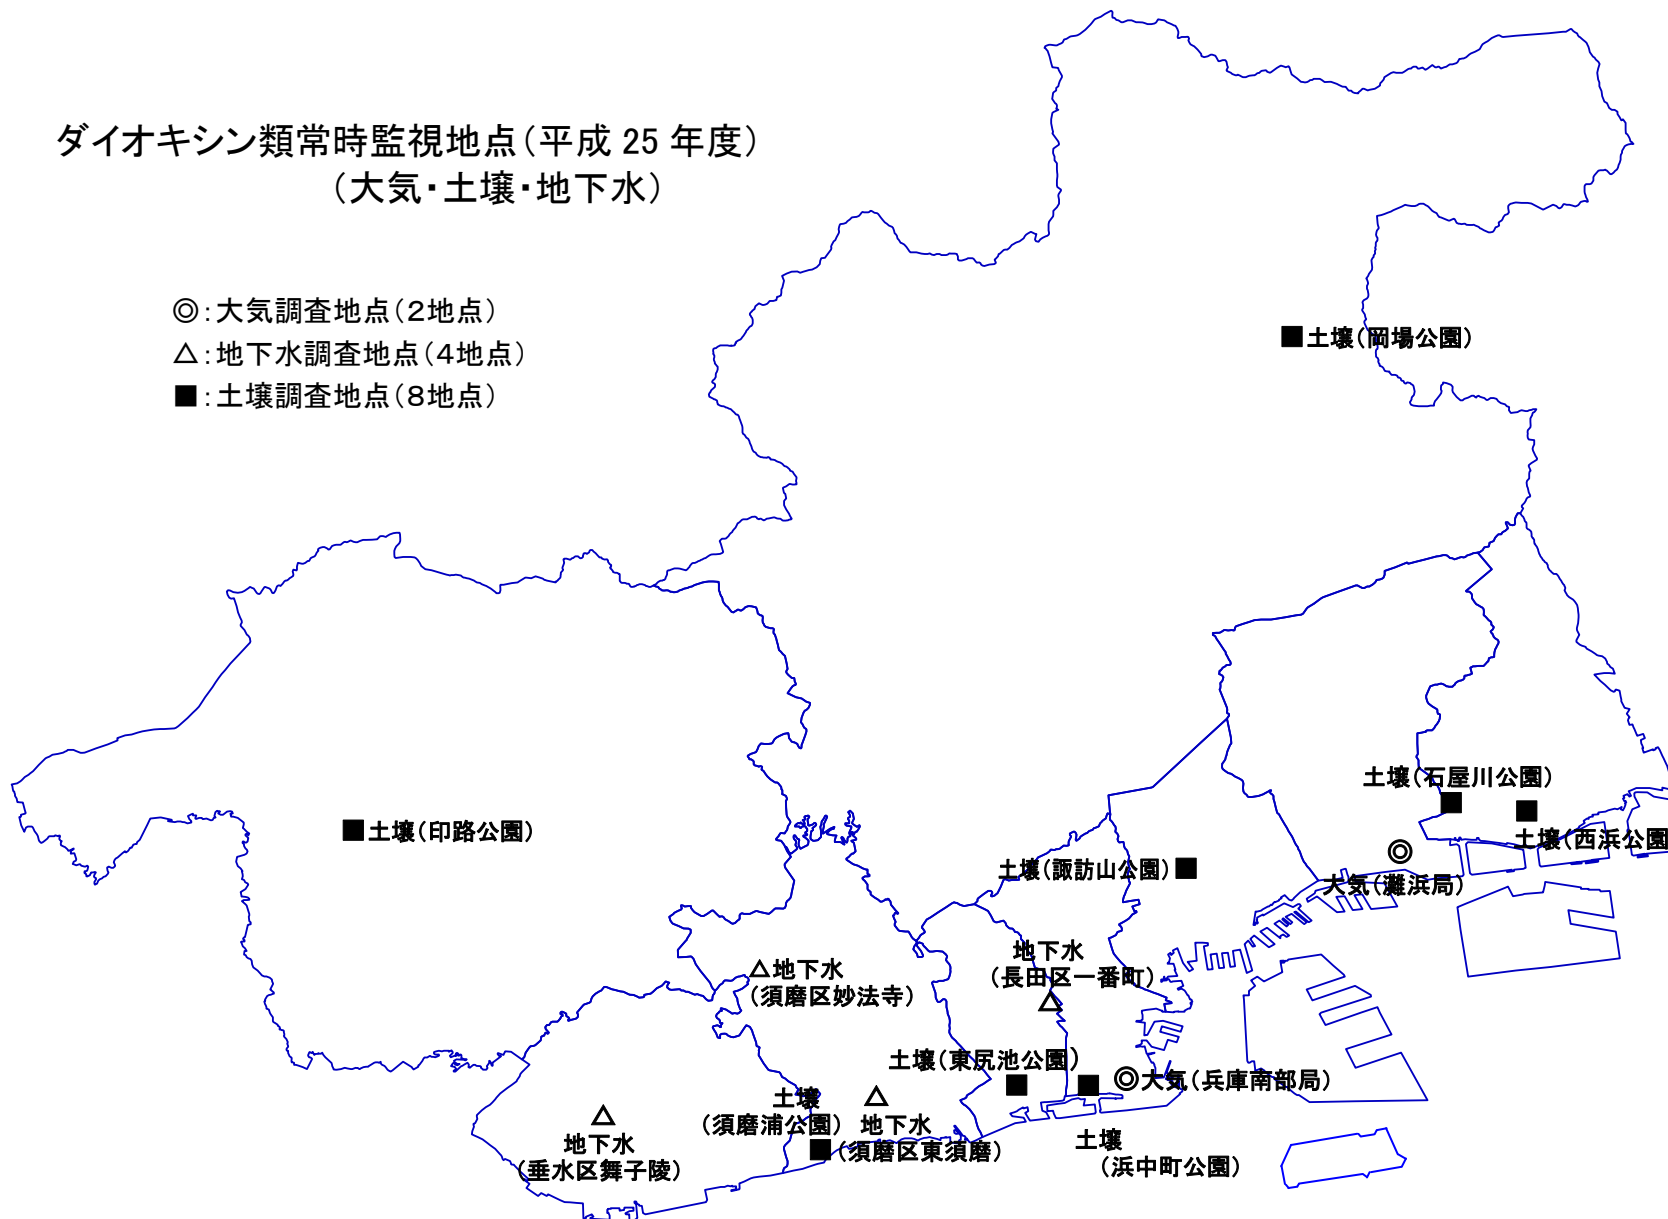 ダイオキシン類常時監視地点(平成 25 年度)
(大気・土壌・地下水)
◎:大気調査地点(2地点)
△:地下水調査地点(4地点)
■:土壌調査地点(8地点)
■土壌(岡場公園)
土壌(石屋川公園)
■土壌(印路公園)
土壌(西浜公園
土壌(諏訪山公園)■
大気(灘浜局)
地下水
(長田区一番町)
△地下水
(須磨区妙法寺)
土壌(東尻池公園)
◎大気(兵庫南部局)
土壌
(須磨浦公園)
地下水
(須磨区東須磨)
地下水
(垂水区舞子陵)
土壌
(浜中町公園)